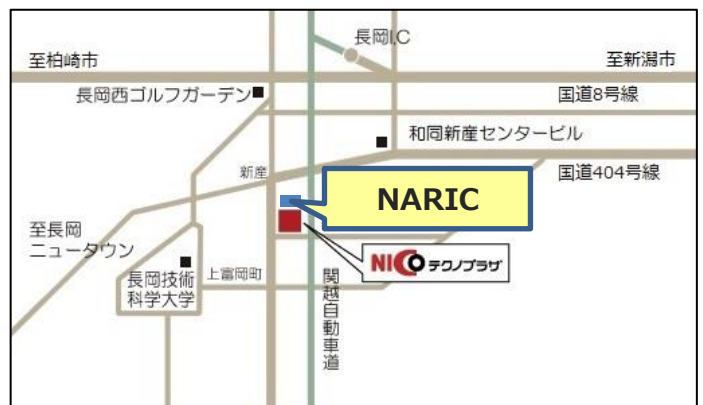 長岡I,C
至柏崎市
至新潟市
長岡西ゴルフガーデン
国道8号線
和同新産センタービル
新産
国道404号線
NARIC
至長岡
ニュータウン
NICOテクノプラザ
上富岡町
長岡技術
科学大学
関越自動車道